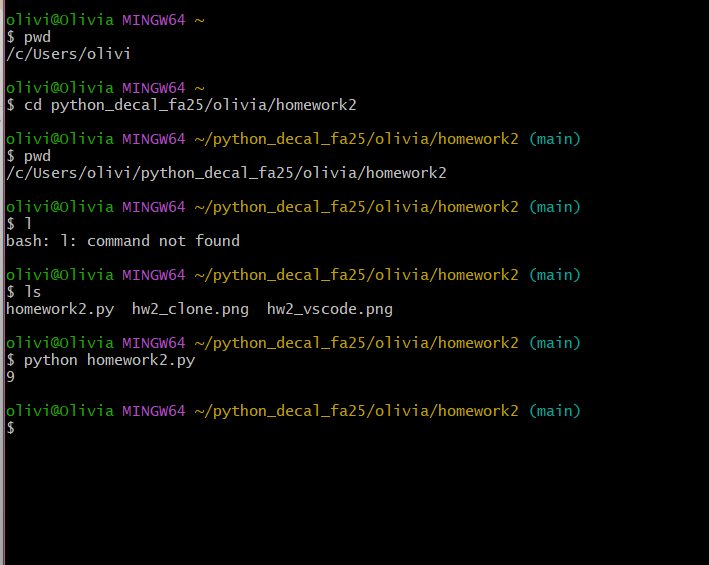 olivi@Olivia MINGW64 ~
$ pwd
/c/Users/olivi
olivi@Olivia MINGW64 ~
$ cd python_decal_fa25/olivia/homework2
olivi@Olivia MINGW64 ~/python_decal_fa25/olivia/homework2 (main)
$ pwd
/c/Users/olivi/python_decal_fa25/olivia/homework2
olivi@Olivia MINGW64 ~/python_decal_fa25/olivia/homework2 (main)
$ l
bash: l: command not found
olivi@Olivia MINGW64 ~/python_decal_fa25/olivia/homework2 (main)
$ ls
homework2.py  hw2_clone.png  hw2_vscode.png
olivi@Olivia MINGW64 ~/python_decal_fa25/olivia/homework2 (main)
$ python homework2.py
9
olivi@Olivia MINGW64 ~/python_decal_fa25/olivia/homework2 (main)
$